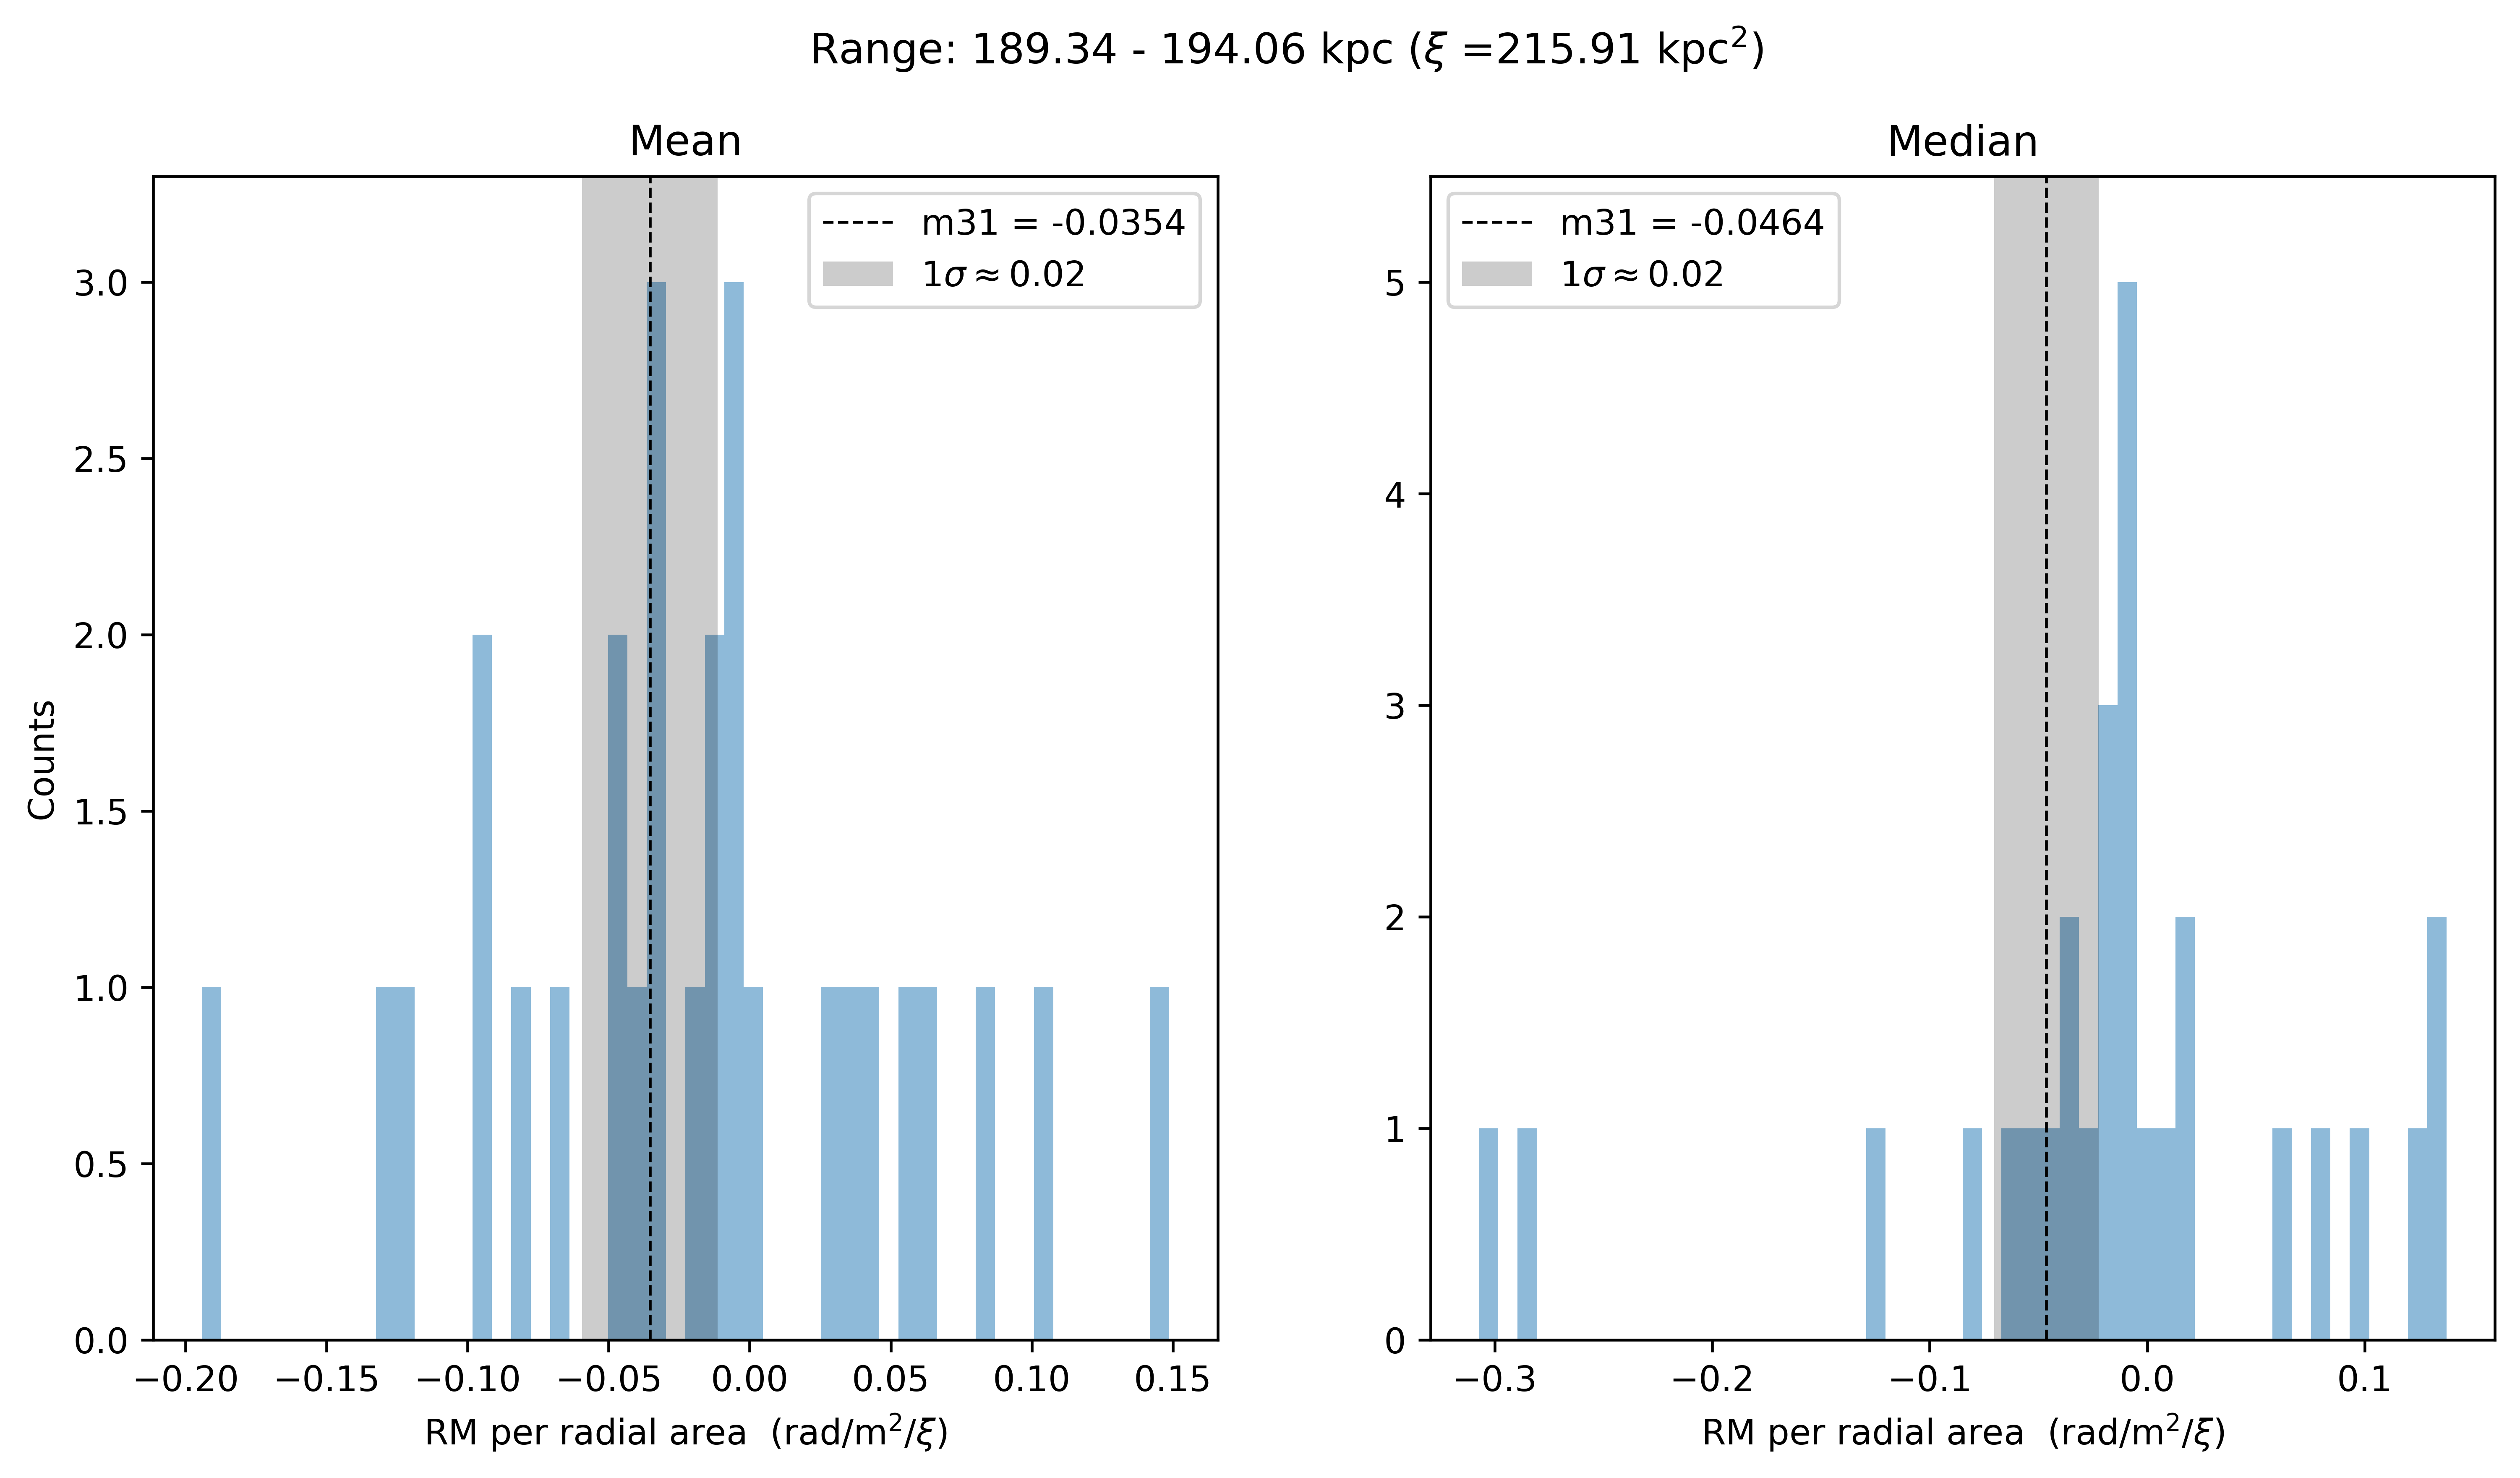 Range: 189.34 - 194.06 kpc (ξ =215.91 kpc²)
Mean
m31 = -0.0354
1σ ≈ 0.02
Counts
3.0
2.5
2.0
1.5
1.0
0.5
0.0
−0.20 −0.15 −0.10 −0.05 0.00 0.05 0.10 0.15
RM per radial area (rad/m²/ξ)
Median
m31 = -0.0464
1σ ≈ 0.02
5
4
3
2
1
0
−0.3 −0.2 −0.1 0.0 0.1
RM per radial area (rad/m²/ξ)